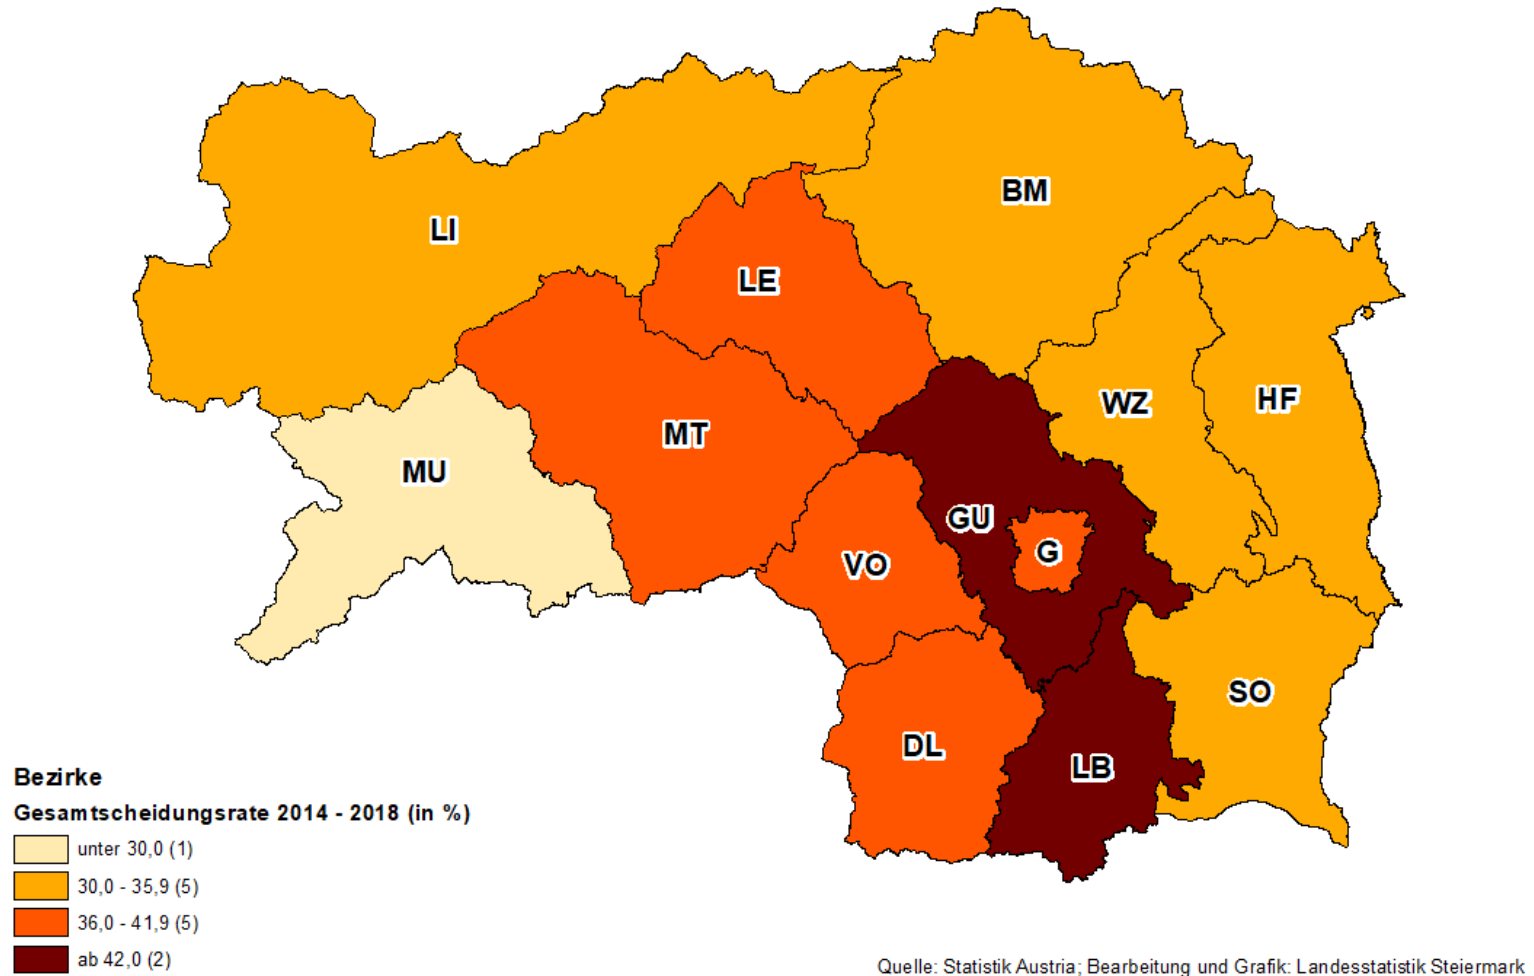 BM
LI
LE
WZ
HF
MT
MU
GU
G
VO
SO
DL
LB
Bezirke
Gesamtscheidungsrate 2014 - 2018 (in %)
unter 30,0 (1)
30,0 - 35,9 (5)
36,0 - 41,9 (5)
ab 42,0 (2)
Quelle: Statistik Austria; Bearbeitung und Grafik: Landesstatistik Steiermark